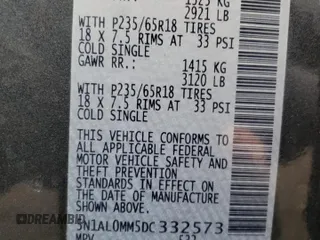 2921 LB
WITH P235/65R18 TIRES
18 X 7.5 RIMS AT 33 PSI
COLD SINGLE
GAWR RR.: 1415 KG
3120 LB
WITH P235/65R18 TIRES
18 X 7.5 RIMS AT 33 PSI
COLD SINGLE
THIS VEHICLE CONFORMS TO
ALL APPLICABLE FEDERAL
MOTOR VEHICLE SAFETY AND
THEFT PREVENTION
STANDARDS IN EFFECT ON THE
DATE OF MANUFACTURE
SHOWN ABOVE.
5N1AL0MM5DC332573
MPV
DREAMBID